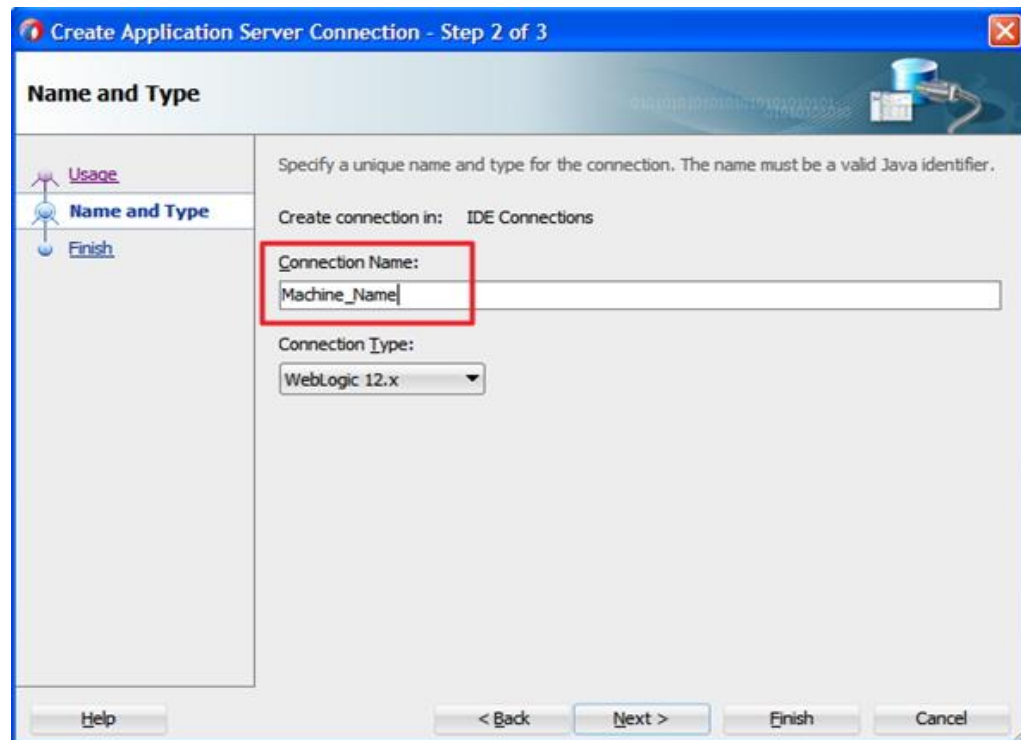 Create Application Server Connection - Step 2 of 3
Name and Type
Usage
Name and Type
Finish
Specify a unique name and type for the connection. The name must be a valid Java identifier.
Create connection in: IDE Connections
Connection Name:
Machine_Name
Connection Type:
WebLogic 12.x
Help
< Back
Next >
Finish
Cancel